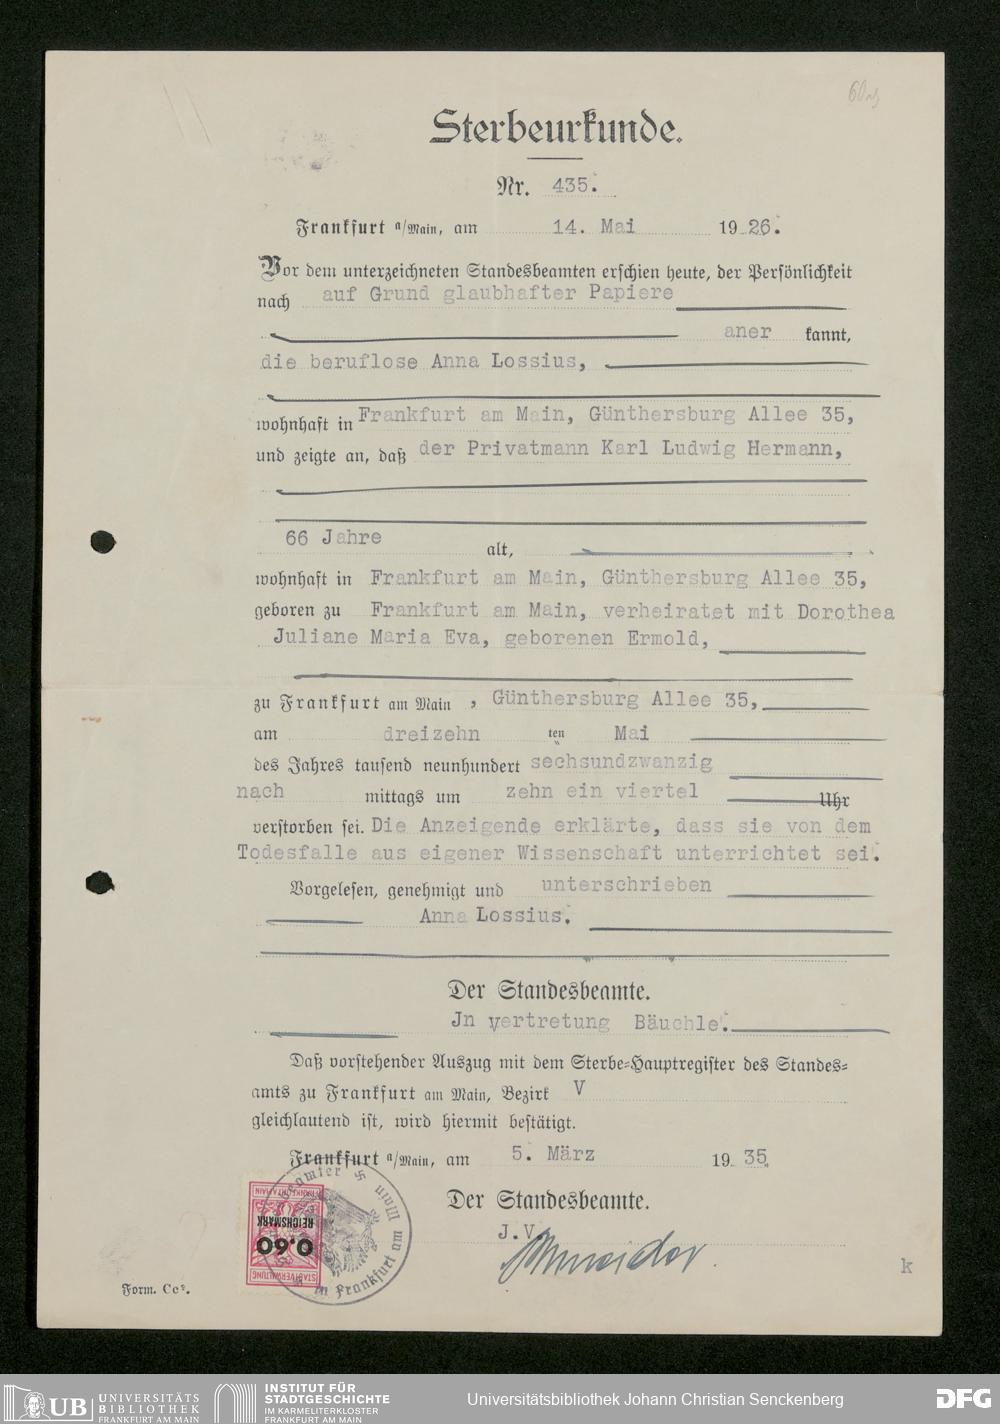 Sterbeurkunde.
Nr. 435.
Frankfurt a/Main, am 14. Mai 1926.
Vor dem unterzeichneten Standesbeamten erschien heute, der Persönlichkeit
nach auf Grund glaubhafter Papiere
aner kannt,
die beruflose Anna Lossius,
wohnhaft in Frankfurt am Main, Günthersburg Allee 35,
und zeigte an, daß der Privatmann Karl Ludwig Hermann,
66 Jahre alt,
wohnhaft in Frankfurt am Main, Günthersburg Allee 35,
geboren zu Frankfurt am Main, verheiratet mit Dorothea
Juliane Maria Eva, geborenen Ermold,
zu Frankfurt am Main, Günthersburg Allee 35,
am dreizehn ten Mai
des Jahres tausend neunhundert sechsundzwanzig
nach mittags um zehn ein viertel Uhr
verstorben sei. Die Anzeigende erklärte, dass sie von dem
Todesfalle aus eigener Wissenschaft unterrichtet sei.
Vorgelesen, genehmigt und unterschrieben
Anna Lossius.
Der Standesbeamte.
Jn vertretung Bäuchle.
Daß vorstehender Auszug mit dem Sterbe-Hauptregister des Standes-
amts zu Frankfurt am Main, Bezirk V
gleichlautend ist, wird hiermit bestätigt.
Frankfurt a/Main, am 5. März 1935
Der Standesbeamte.
J.V.
FRANKFURT A MAIN
REICHSMARK
0.60
STADTVERWALTUNG
in Frankfurt am Main
k
Form. Cc².
UB UNIVERSITÄTS
BIBLIOTHEK
FRANKFURT AM MAIN
INSTITUT FÜR
STADTGESCHICHTE
IM KARMELITERKLOSTER
FRANKFURT AM MAIN
Universitätsbibliothek Johann Christian Senckenberg
DFG